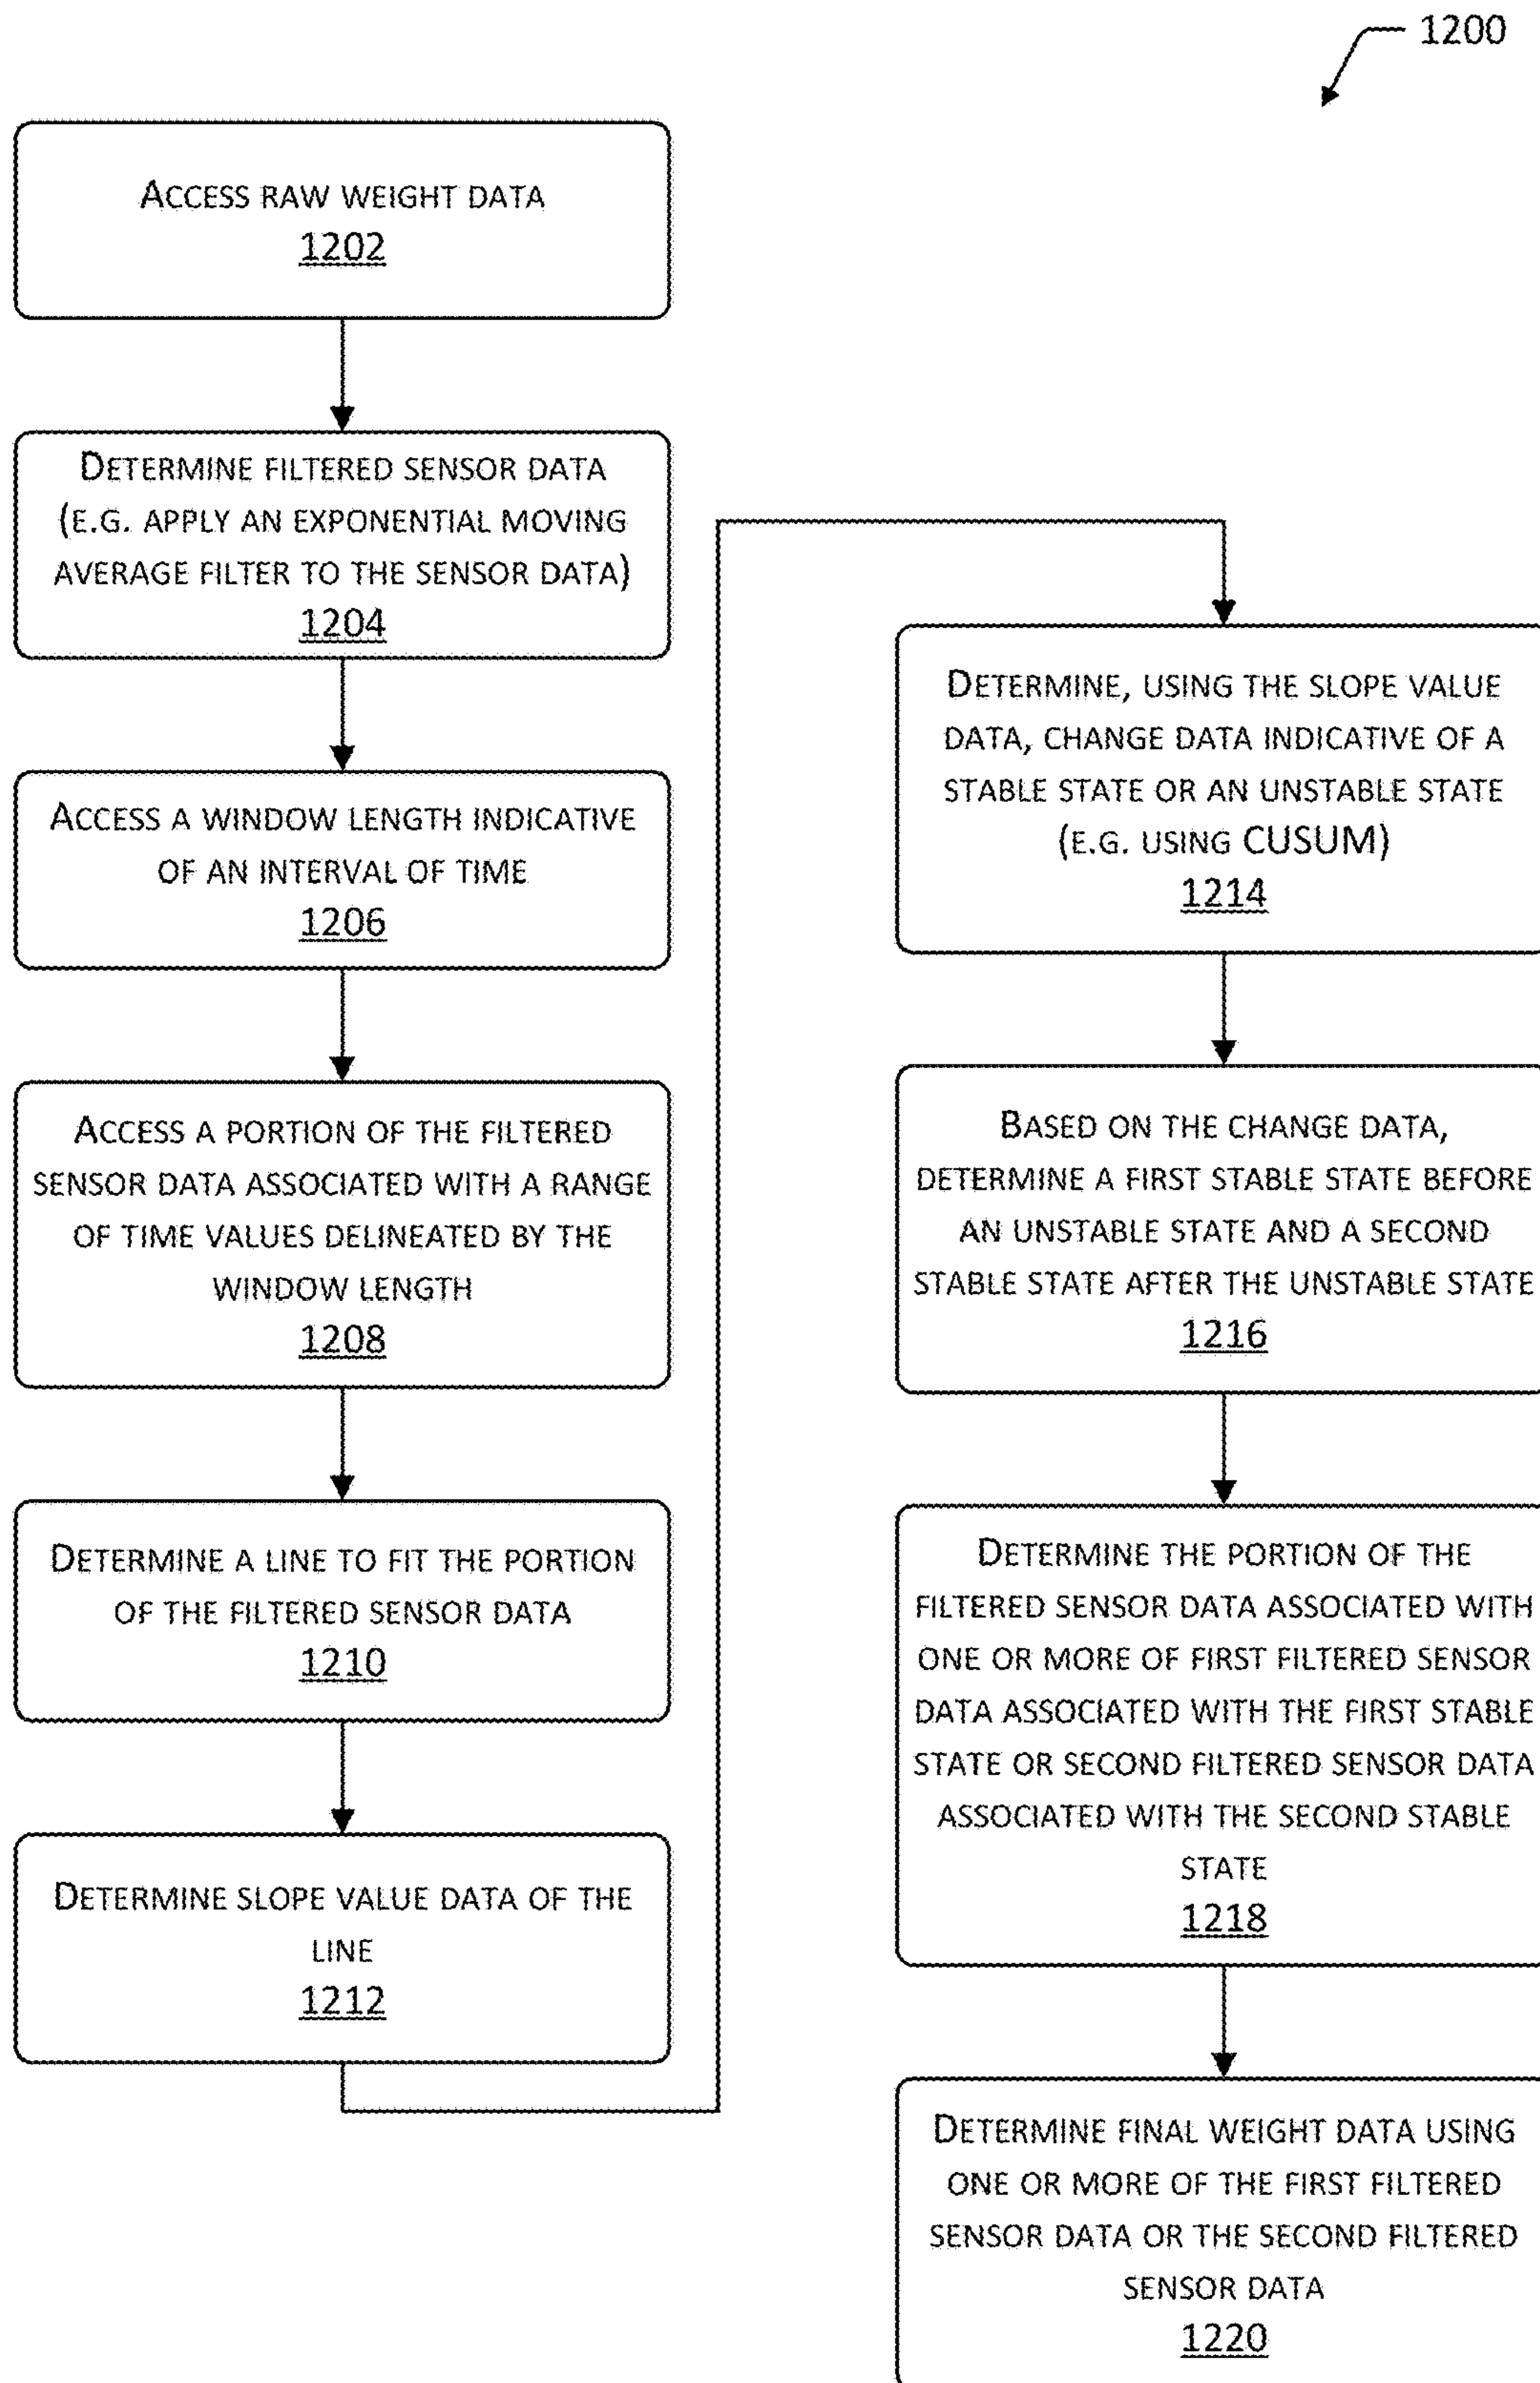 1200
ACCESS RAW WEIGHT DATA
1202
DETERMINE FILTERED SENSOR DATA
(E.G. APPLY AN EXPONENTIAL MOVING
AVERAGE FILTER TO THE SENSOR DATA)
1204
ACCESS A WINDOW LENGTH INDICATIVE
OF AN INTERVAL OF TIME
1206
ACCESS A PORTION OF THE FILTERED
SENSOR DATA ASSOCIATED WITH A RANGE
OF TIME VALUES DELINEATED BY THE
WINDOW LENGTH
1208
DETERMINE A LINE TO FIT THE PORTION
OF THE FILTERED SENSOR DATA
1210
DETERMINE SLOPE VALUE DATA OF THE
LINE
1212
DETERMINE, USING THE SLOPE VALUE
DATA, CHANGE DATA INDICATIVE OF A
STABLE STATE OR AN UNSTABLE STATE
(E.G. USING CUSUM)
1214
BASED ON THE CHANGE DATA,
DETERMINE A FIRST STABLE STATE BEFORE
AN UNSTABLE STATE AND A SECOND
STABLE STATE AFTER THE UNSTABLE STATE
1216
DETERMINE THE PORTION OF THE
FILTERED SENSOR DATA ASSOCIATED WITH
ONE OR MORE OF FIRST FILTERED SENSOR
DATA ASSOCIATED WITH THE FIRST STABLE
STATE OR SECOND FILTERED SENSOR DATA
ASSOCIATED WITH THE SECOND STABLE
STATE
1218
DETERMINE FINAL WEIGHT DATA USING
ONE OR MORE OF THE FIRST FILTERED
SENSOR DATA OR THE SECOND FILTERED
SENSOR DATA
1220